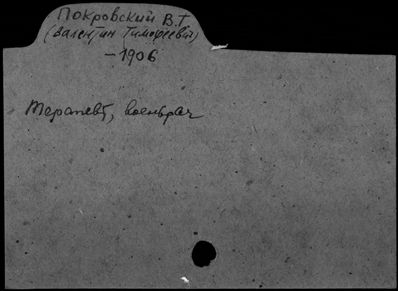 Покровский В.Т
(Валентин Тимофеевич)
-1906
Терапевт, военврач